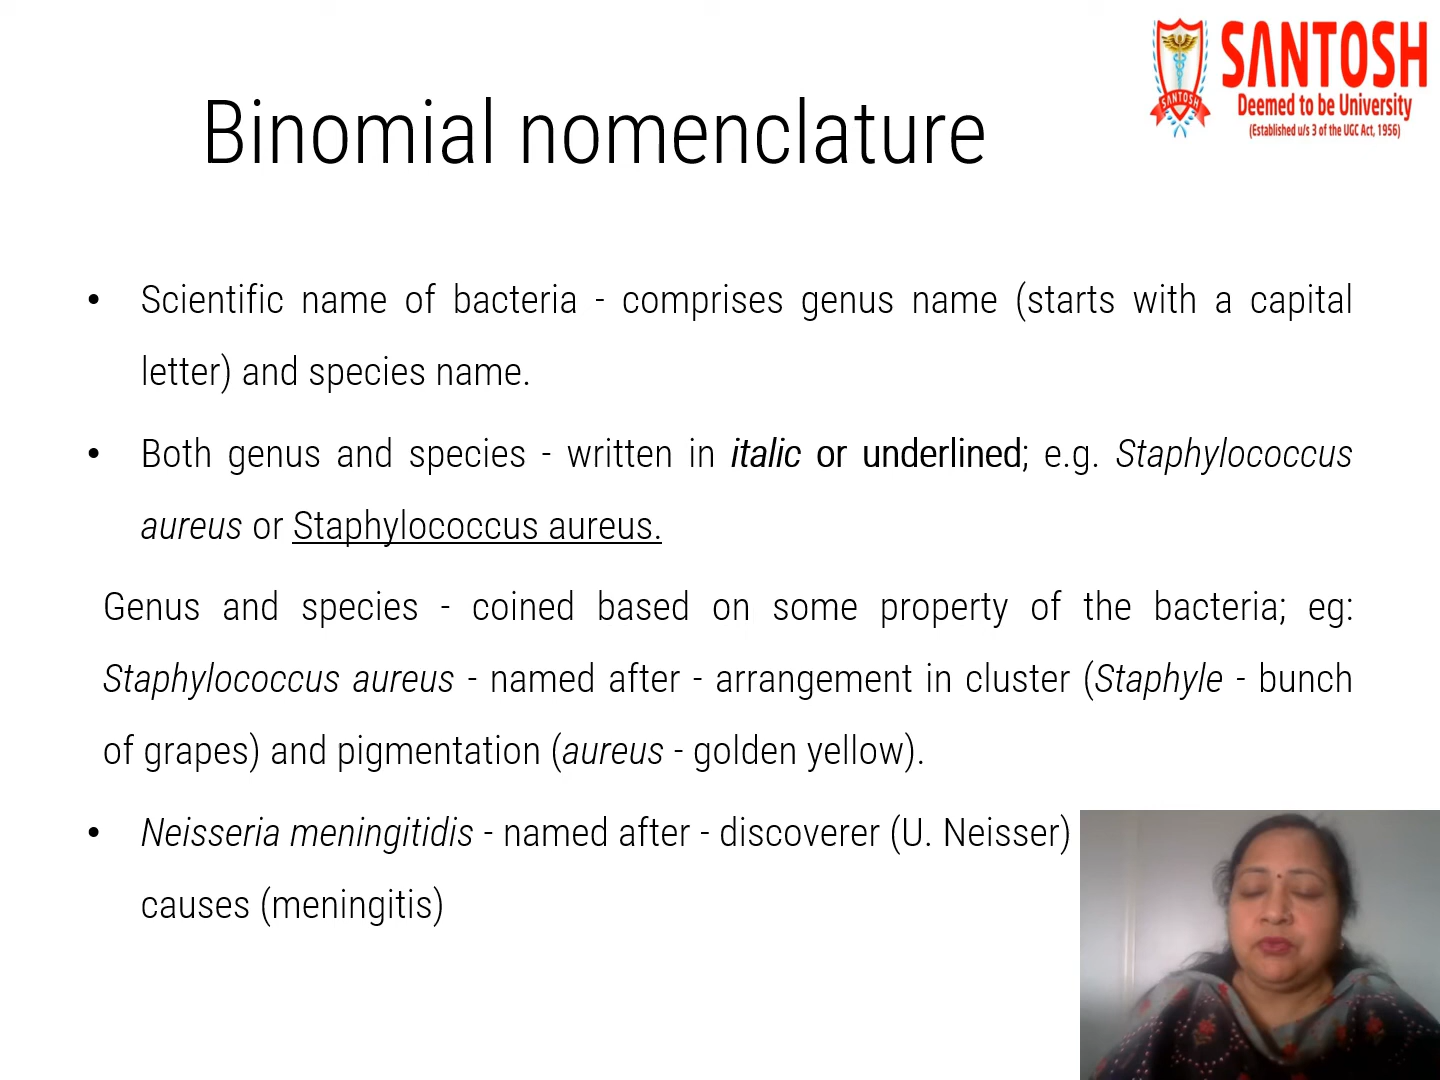 SANTOSH
Deemed to be University
(Established u/s 3 of the UGC Act, 1956)
SANTOSH
Binomial nomenclature
• Scientific name of bacteria - comprises genus name (starts with a capital
letter) and species name.
• Both genus and species - written in italic or underlined; e.g. Staphylococcus
aureus or Staphylococcus aureus.
Genus and species - coined based on some property of the bacteria; eg:
Staphylococcus aureus - named after - arrangement in cluster (Staphyle - bunch
of grapes) and pigmentation (aureus - golden yellow).
• Neisseria meningitidis - named after - discoverer (U. Neisser)
causes (meningitis)